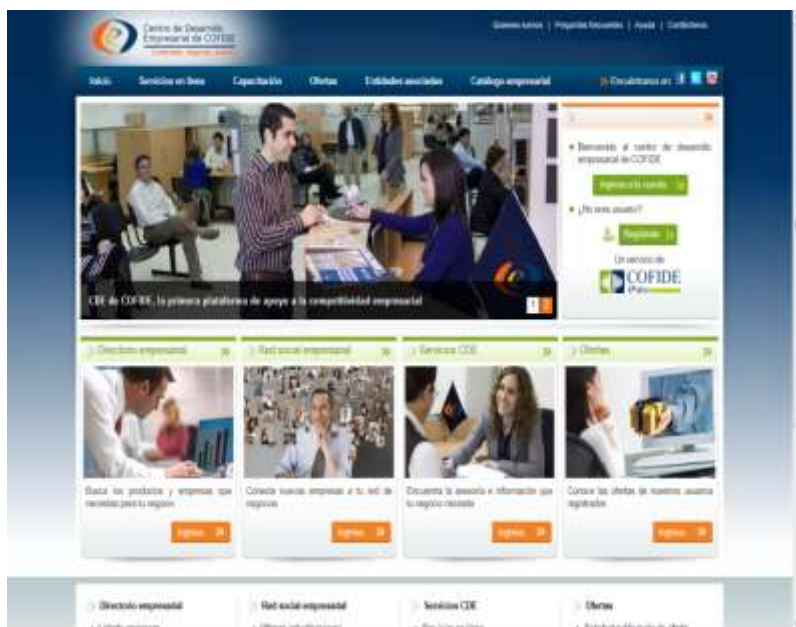 Centro de Desarrollo
Empresarial de COFIDE
Quienes somos | Preguntas frecuentes | Ayuda | Contáctenos
Inicio Servicios en línea Capacitación Ofertas Entidades asociadas Catálogo empresarial Encuéntranos en:
Bienvenido al centro de desarrollo
empresarial de COFIDE
Ingresa a tu cuenta
¿No eres usuario?
Regístrate
Un servicio de
COFIDE
CDE de COFIDE, la primera plataforma de apoyo a la competitividad empresarial
1 2
Directorio empresarial
Busca los productos y empresas que
necesitas para tu negocio
Ingresa
Red social empresarial
Conecta nuevas empresas a tu red de
negocios
Ingresa
Servicios CDE
Encuentra la asesoría e información que
tu negocio necesita
Ingresa
Ofertas
Conoce las ofertas de nuestros usuarios
registrados
Ingresa
Directorio empresarial Red social empresarial Servicios CDE Ofertas